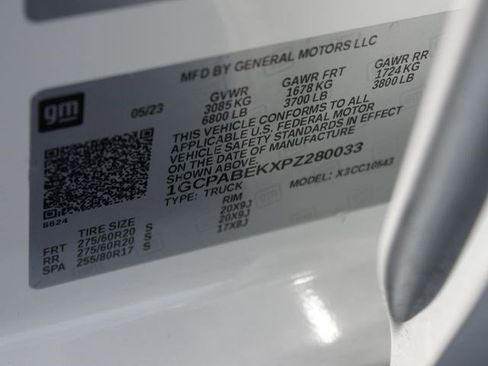 MFD BY GENERAL MOTORS LLC
gm
05/23
GVWR GAWR FRT GAWR RR
3085 KG 1678 KG 1724 KG
6800 LB 3700 LB 3800 LB
THIS VEHICLE CONFORMS TO ALL
APPLICABLE U.S. FEDERAL MOTOR
VEHICLE SAFETY STANDARDS IN EFFECT
ON THE DATE OF MANUFACTURE
SHOWN ABOVE.
1GCPABEKXPZ280033
TYPE: TRUCK MODEL: X3CC10543
8624
TIRE SIZE RIM
FRT 275/60R20 S 20X9J
RR 275/60R20 S 20X9J
SPA 255/80R17 S 17X8J